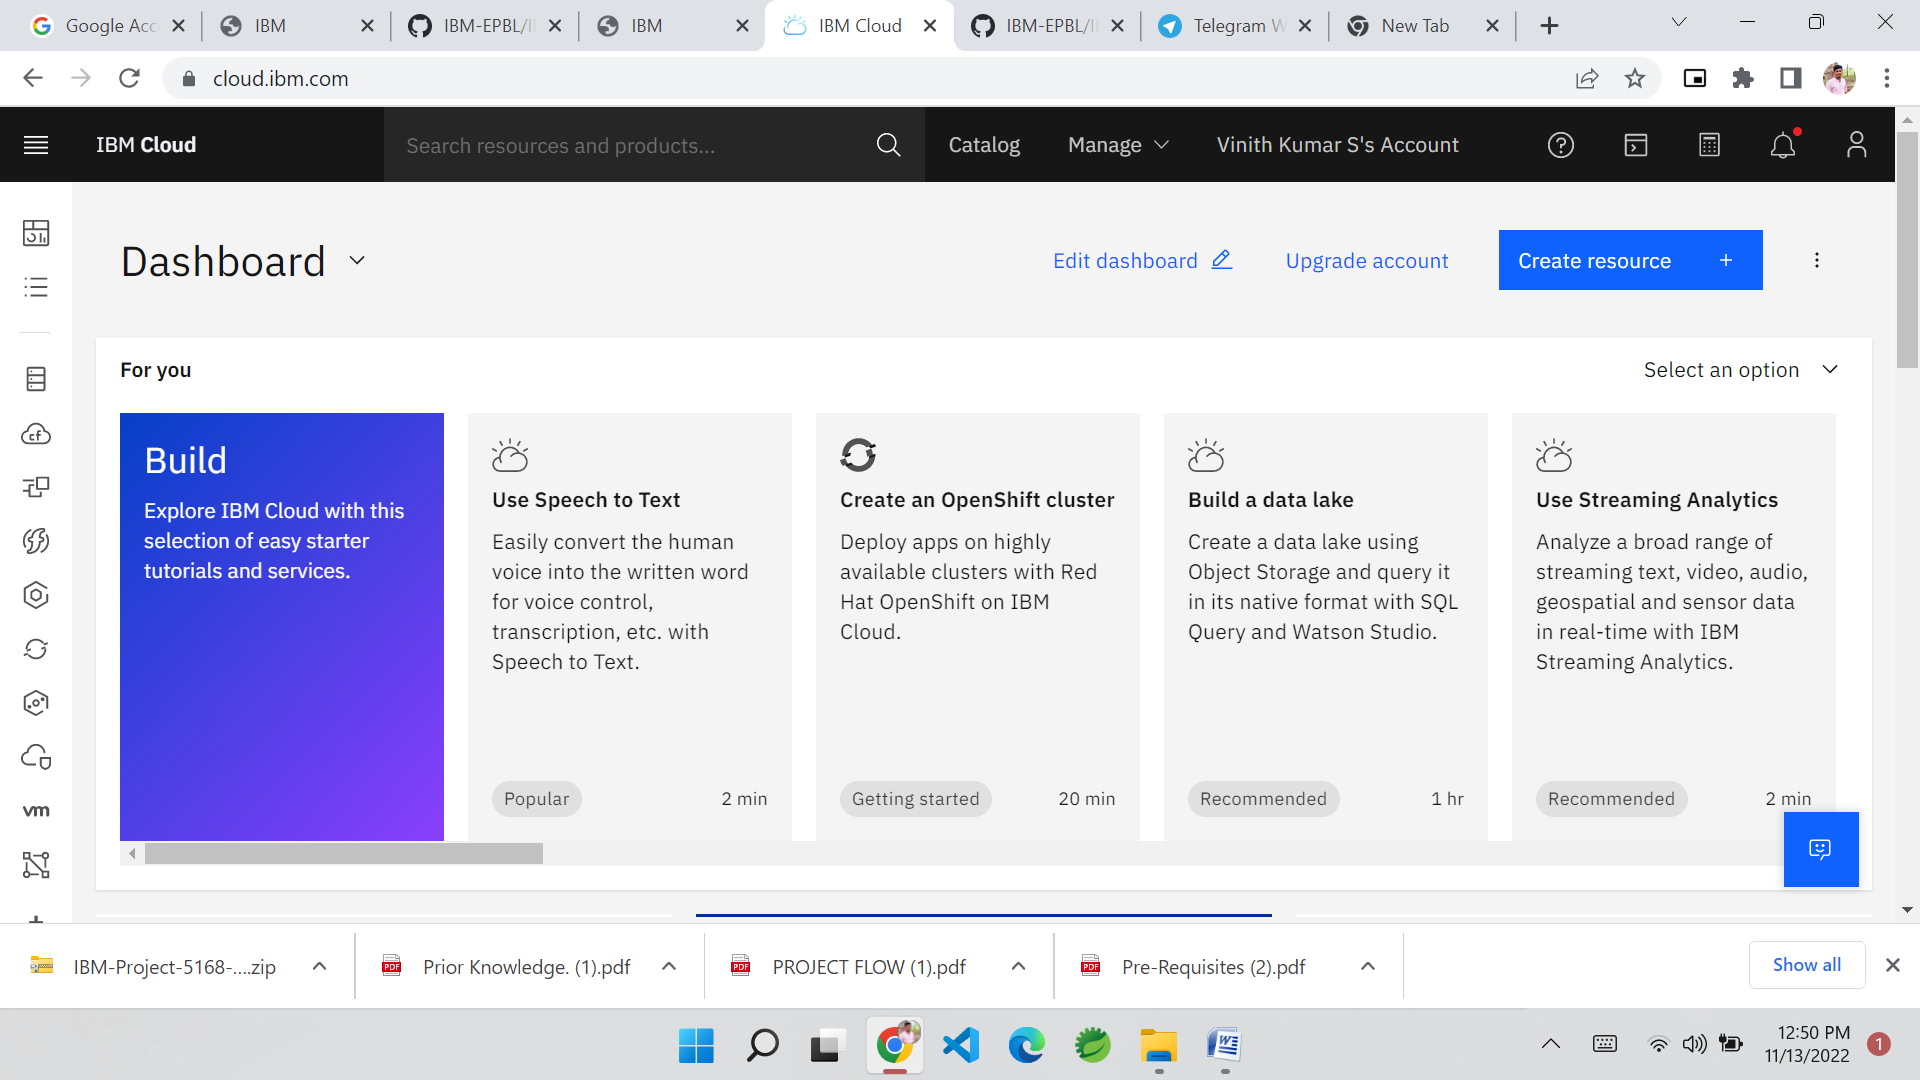 Google Acc
IBM
IBM-EPBL/I
IBM
IBM Cloud
IBM-EPBL/I
Telegram W
New Tab
cloud.ibm.com
IBM Cloud
Search resources and products...
Catalog
Manage
Vinith Kumar S's Account
Dashboard
Edit dashboard
Upgrade account
Create resource +
For you
Select an option
Build
Explore IBM Cloud with this
selection of easy starter
tutorials and services.
Use Speech to Text
Easily convert the human
voice into the written word
for voice control,
transcription, etc. with
Speech to Text.
Popular
2 min
Create an OpenShift cluster
Deploy apps on highly
available clusters with Red
Hat OpenShift on IBM
Cloud.
Getting started
20 min
Build a data lake
Create a data lake using
Object Storage and query it
in its native format with SQL
Query and Watson Studio.
Recommended
1 hr
Use Streaming Analytics
Analyze a broad range of
streaming text, video, audio,
geospatial and sensor data
in real-time with IBM
Streaming Analytics.
Recommended
2 min
cf
vm
IBM-Project-5168-....zip
PDF
Prior Knowledge. (1).pdf
PDF
PROJECT FLOW (1).pdf
PDF
Pre-Requisites (2).pdf
Show all
12:50 PM
11/13/2022
1